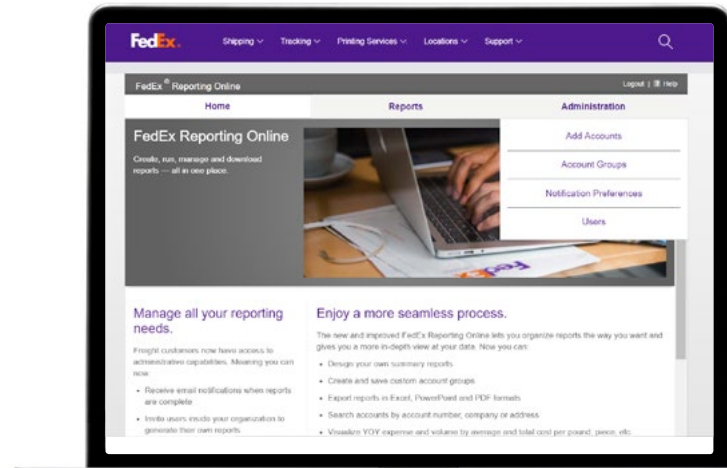 FedEx.
Shipping Tracking Printing Services Locations Support
FedEx® Reporting Online
Logout | Help
Home Reports Administration
FedEx Reporting Online
Create, run, manage and download
reports — all in one place.
Add Accounts
Account Groups
Notification Preferences
Users
FedEx
Manage all your reporting
needs.
Freight customers now have access to
administrative capabilities. Meaning you can
now:
• Receive email notifications when reports
are complete
• Invite users inside your organization to
generate their own reports
Enjoy a more seamless process.
The new and improved FedEx Reporting Online lets you organize reports the way you want and
gives you a more in-depth view at your data. Now you can:
• Design your own summary reports
• Create and save custom account groups
• Export reports in Excel, PowerPoint and PDF formats
• Search accounts by account number, company or address
• Visualize YOY expense and volume by average and total cost per pound, piece, etc